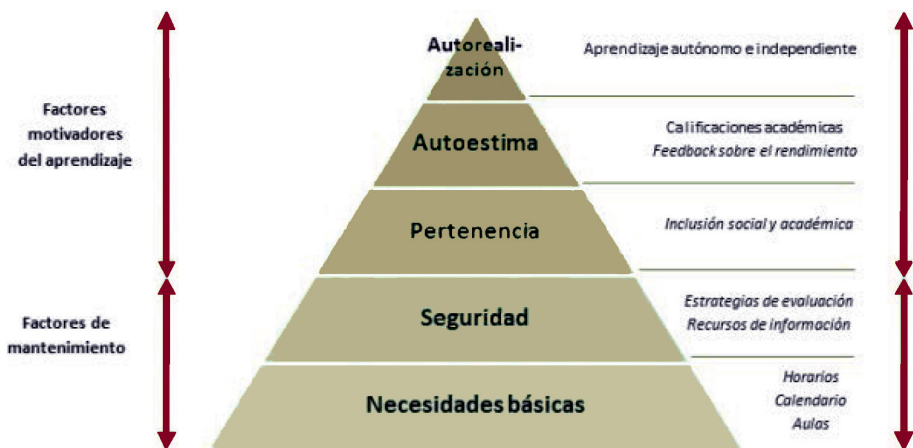 Autoreali-
zación
Aprendizaje autónomo e independiente
Factores
motivadores
del aprendizaje
Autoestima
Calificaciones académicas
Feedback sobre el rendimiento
Pertenencia
Inclusión social y académica
Factores de
mantenimiento
Seguridad
Estrategias de evaluación
Recursos de información
Necesidades básicas
Horarios
Calendario
Aulas